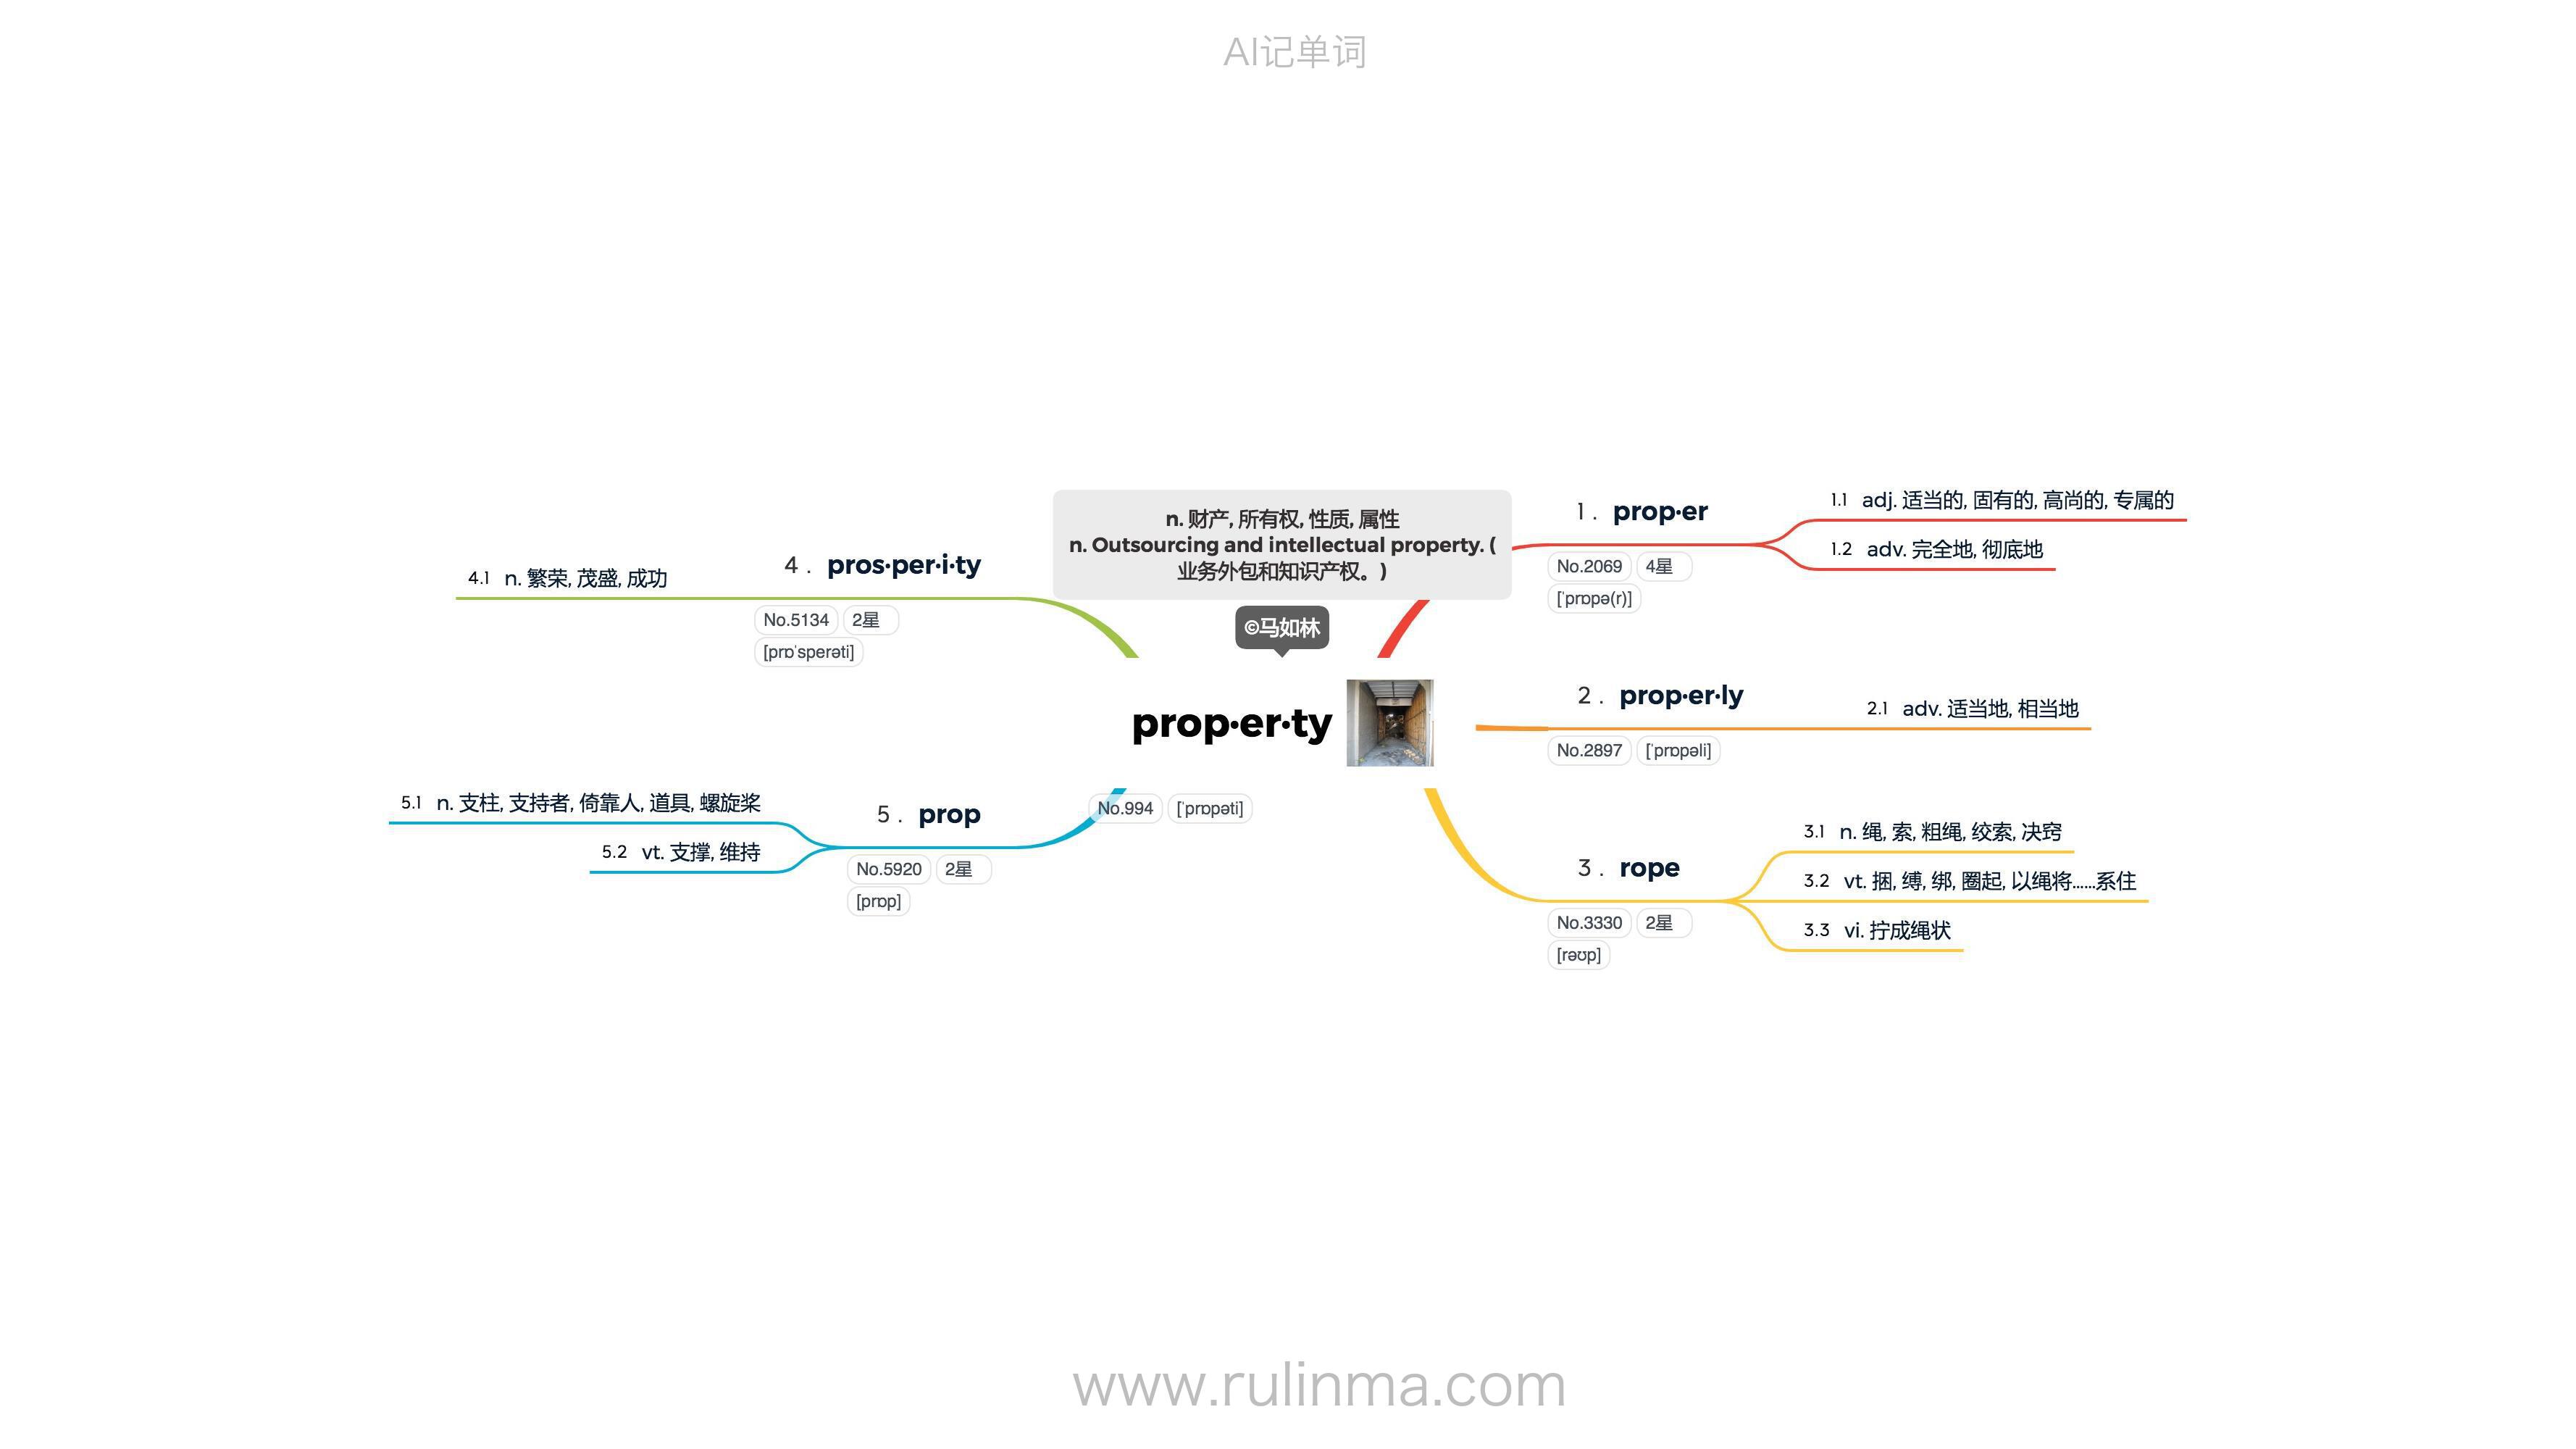 AI记单词
n. 财产, 所有权, 性质, 属性
n. Outsourcing and intellectual property. (
业务外包和知识产权。)
©马如林
prop·er·ty
No.994 [ˈprɒpəti]
1 . prop·er
No.2069 4星
[ˈprɒpə(r)]
1.1 adj. 适当的, 固有的, 高尚的, 专属的
1.2 adv. 完全地, 彻底地
2 . prop·er·ly
No.2897 [ˈprɒpəli]
2.1 adv. 适当地, 相当地
3 . rope
No.3330 2星
[rəʊp]
3.1 n. 绳, 索, 粗绳, 绞索, 决窍
3.2 vt. 捆, 缚, 绑, 圈起, 以绳将......系住
3.3 vi. 拧成绳状
4 . pros·per·i·ty
No.5134 2星
[prɒˈsperəti]
4.1 n. 繁荣, 茂盛, 成功
5 . prop
No.5920 2星
[prɒp]
5.1 n. 支柱, 支持者, 倚靠人, 道具, 螺旋桨
5.2 vt. 支撑, 维持
www.rulinma.com